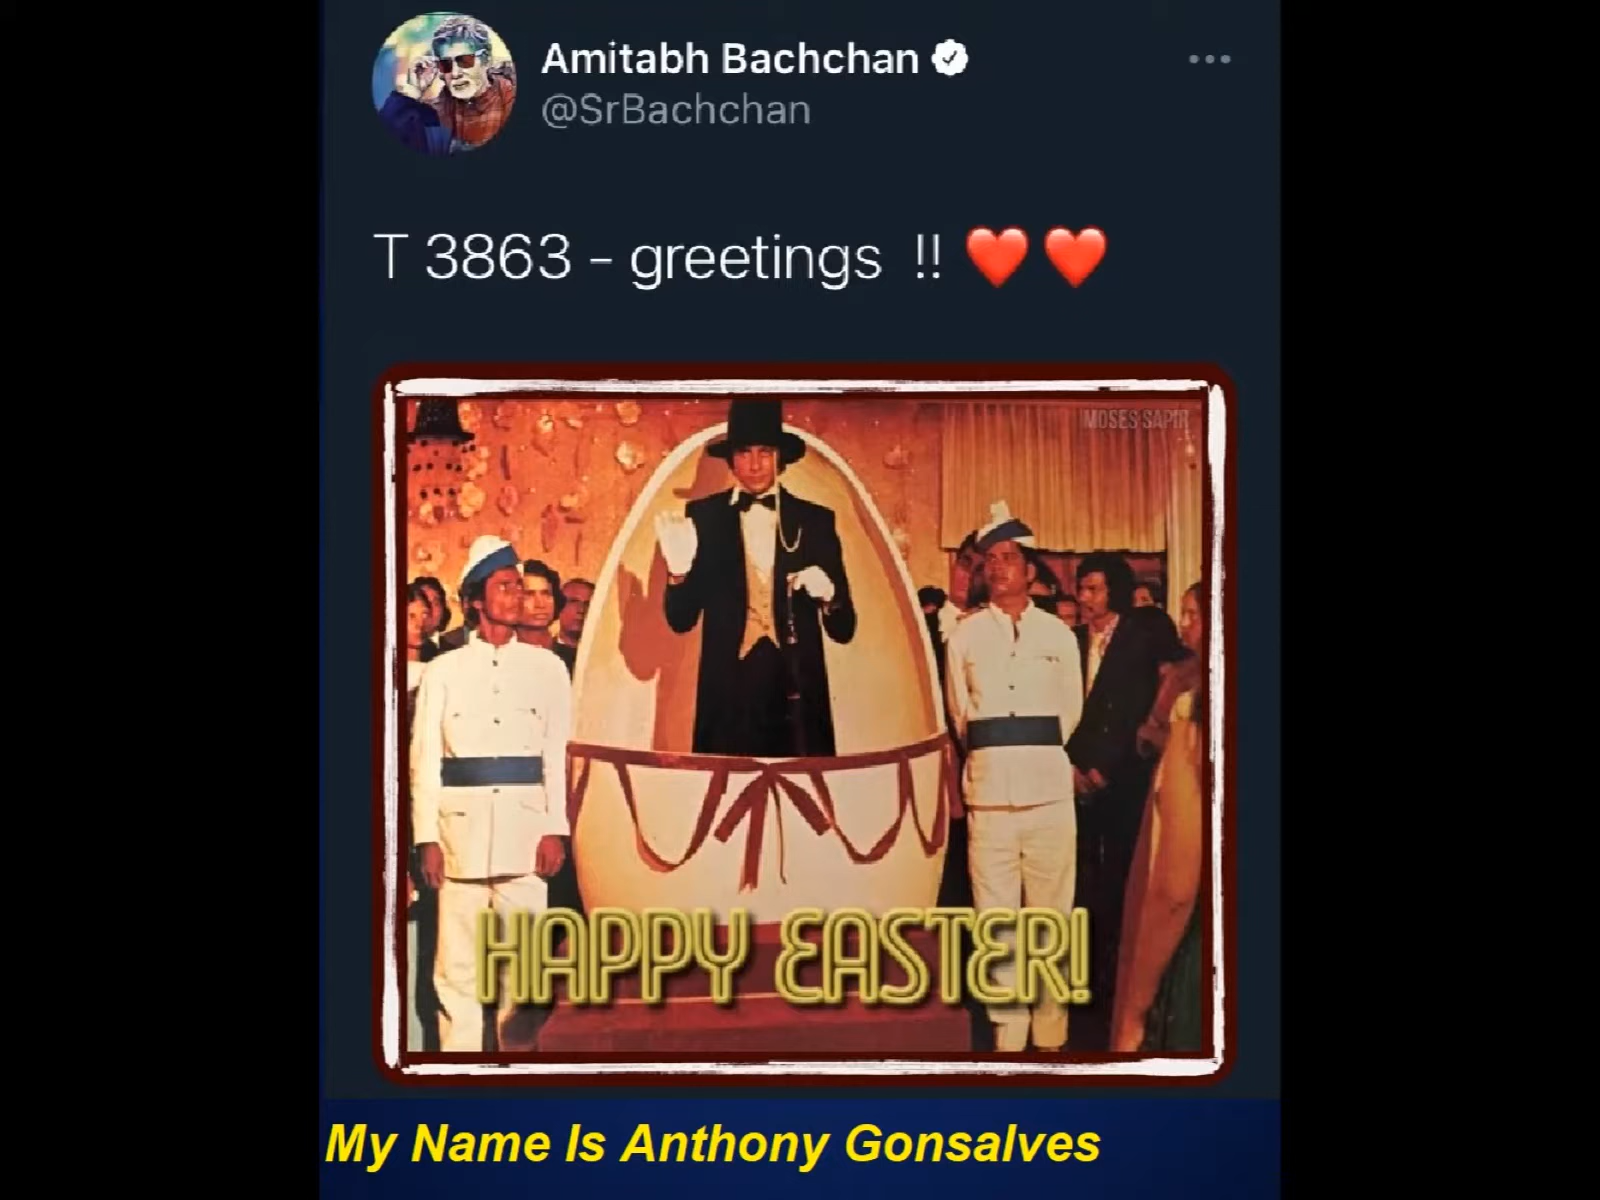 Amitabh Bachchan
@SrBachchan
T 3863 - greetings !! ❤️ ❤️
MOSES SAPIR
HAPPY EASTER!
My Name Is Anthony Gonsalves